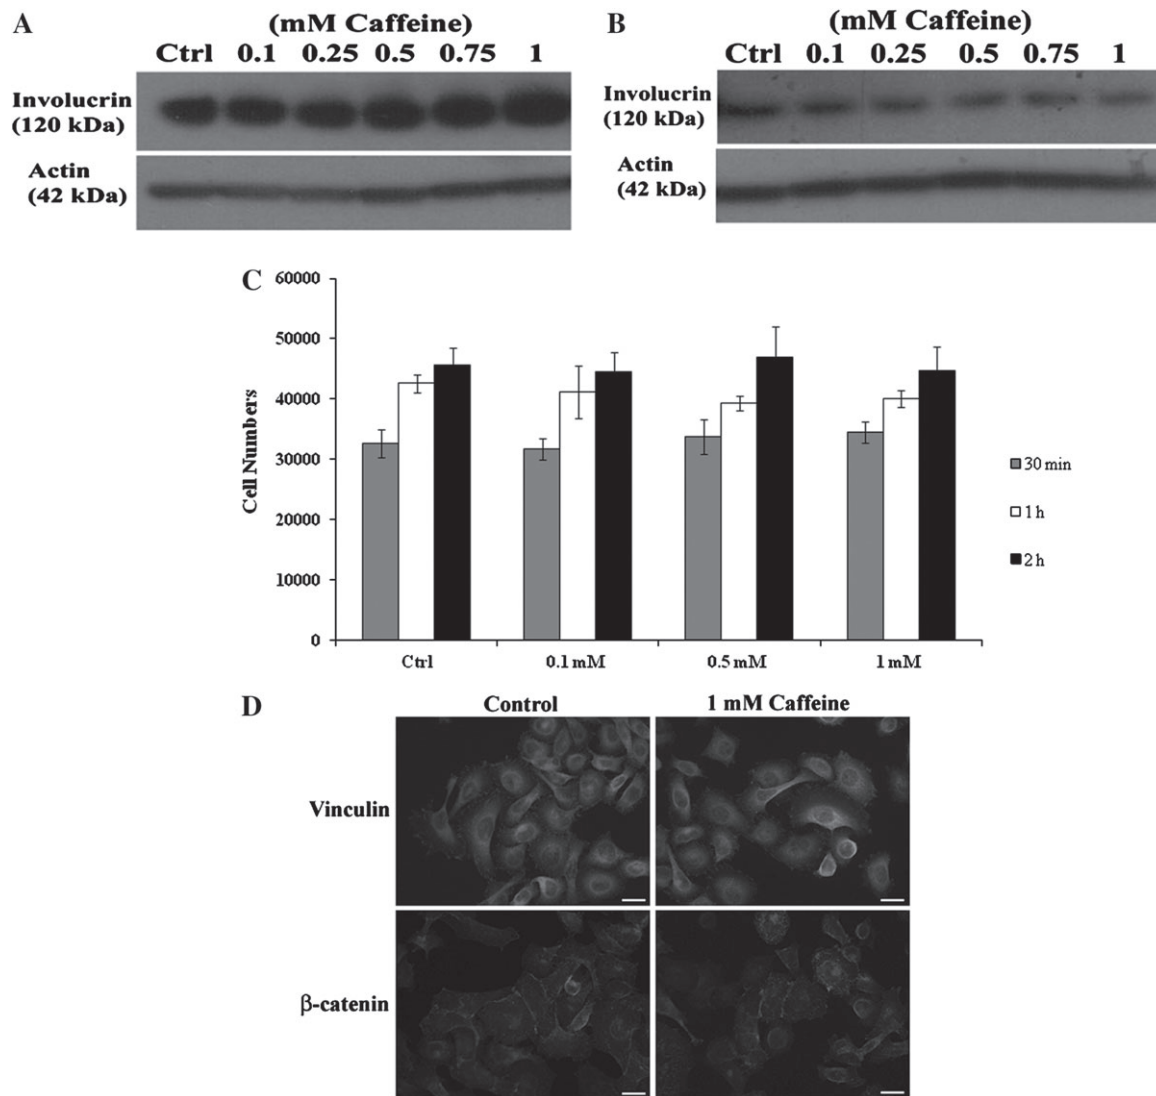 A
(mM Caffeine)
Ctrl 0.1 0.25 0.5 0.75 1
Involucrin
(120 kDa)
Actin
(42 kDa)
B
(mM Caffeine)
Ctrl 0.1 0.25 0.5 0.75 1
Involucrin
(120 kDa)
Actin
(42 kDa)
C
60000
50000
40000
30000
20000
10000
0
Cell Numbers
Ctrl 0.1 mM 0.5 mM 1 mM
30 min
1 h
2 h
D
Control 1 mM Caffeine
Vinculin
β-catenin